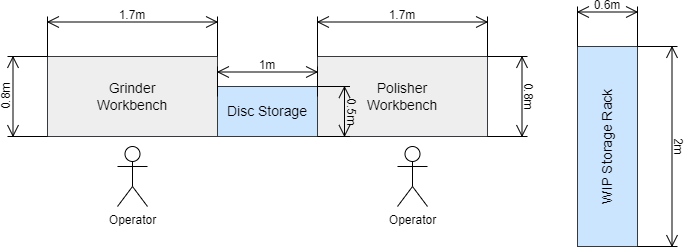 1.7m
1.7m
0.6m
1m
0.8m
Grinder
Workbench
Disc Storage
0.5m
Polisher
Workbench
0.8m
WIP Storage Rack
2m
Operator
Operator